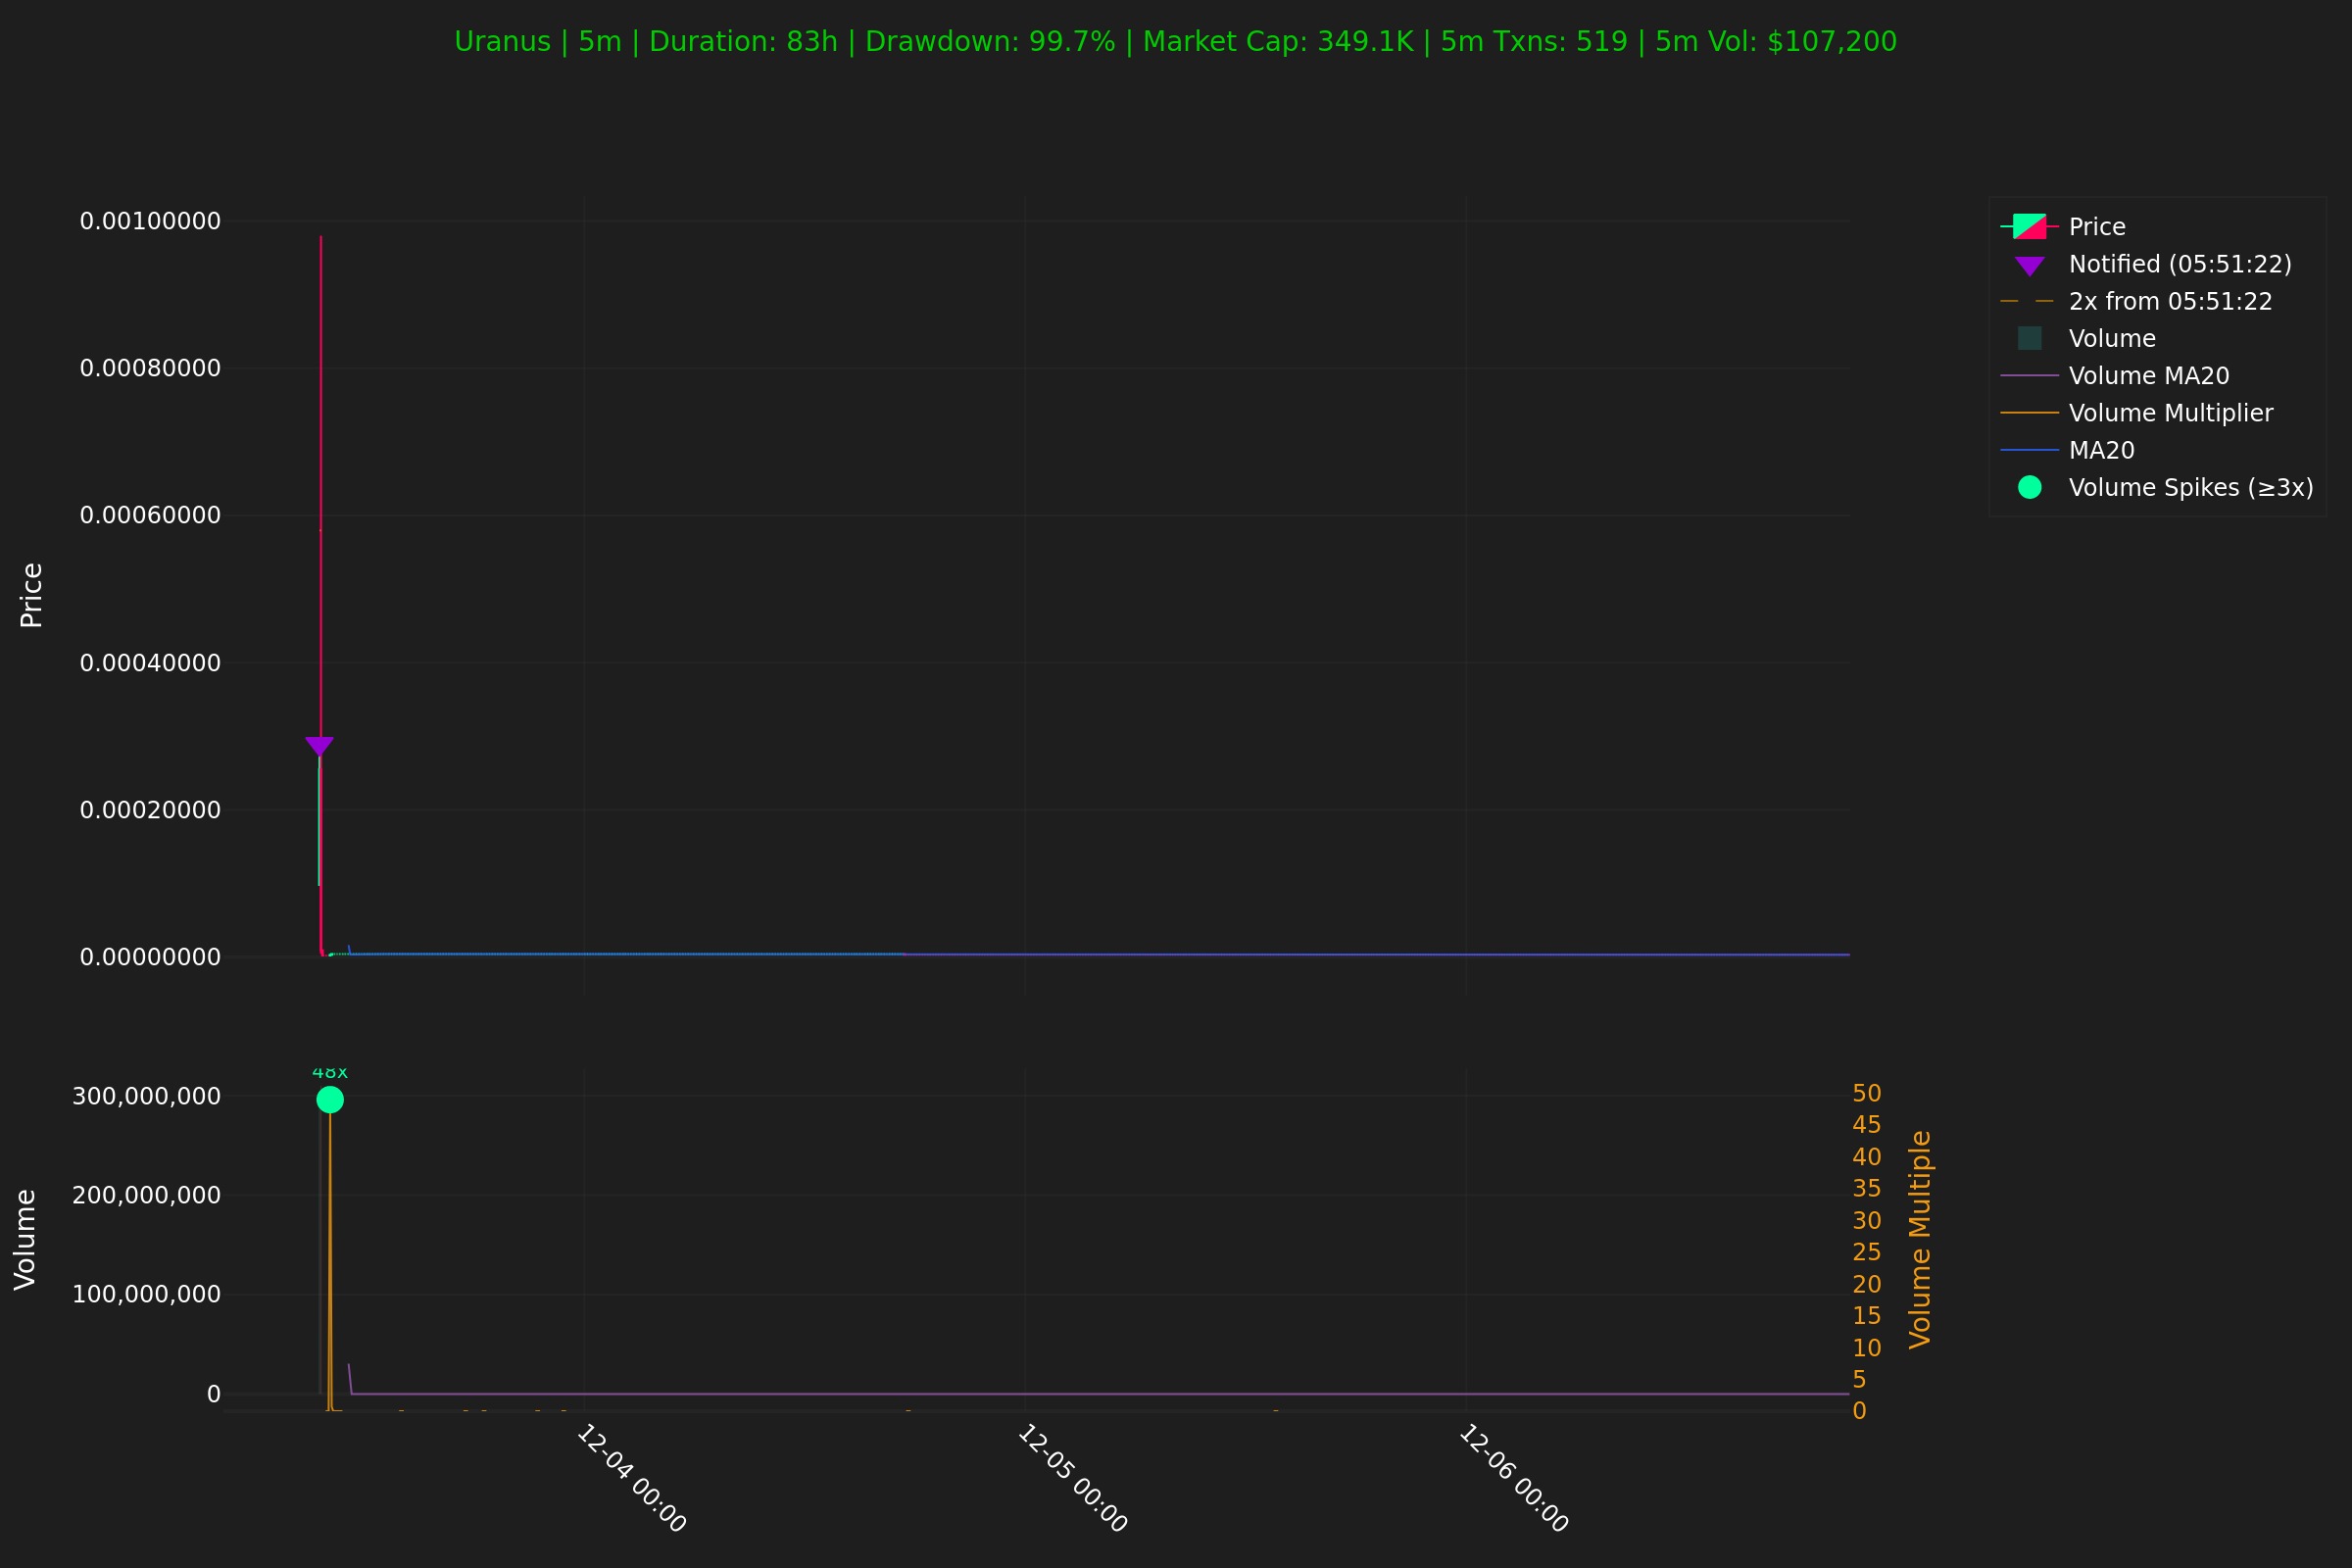 Uranus | 5m | Duration: 83h | Drawdown: 99.7% | Market Cap: 349.1K | 5m Txns: 519 | 5m Vol: $107,200
Price
0.00100000
0.00080000
0.00060000
0.00040000
0.00020000
0.00000000
Price
Notified (05:51:22)
2x from 05:51:22
Volume
Volume MA20
Volume Multiplier
MA20
Volume Spikes (≥3x)
48x
Volume
300,000,000
200,000,000
100,000,000
0
50
45
40
35
30
25
20
15
10
5
0
Volume Multiple
12-04 00:00
12-05 00:00
12-06 00:00